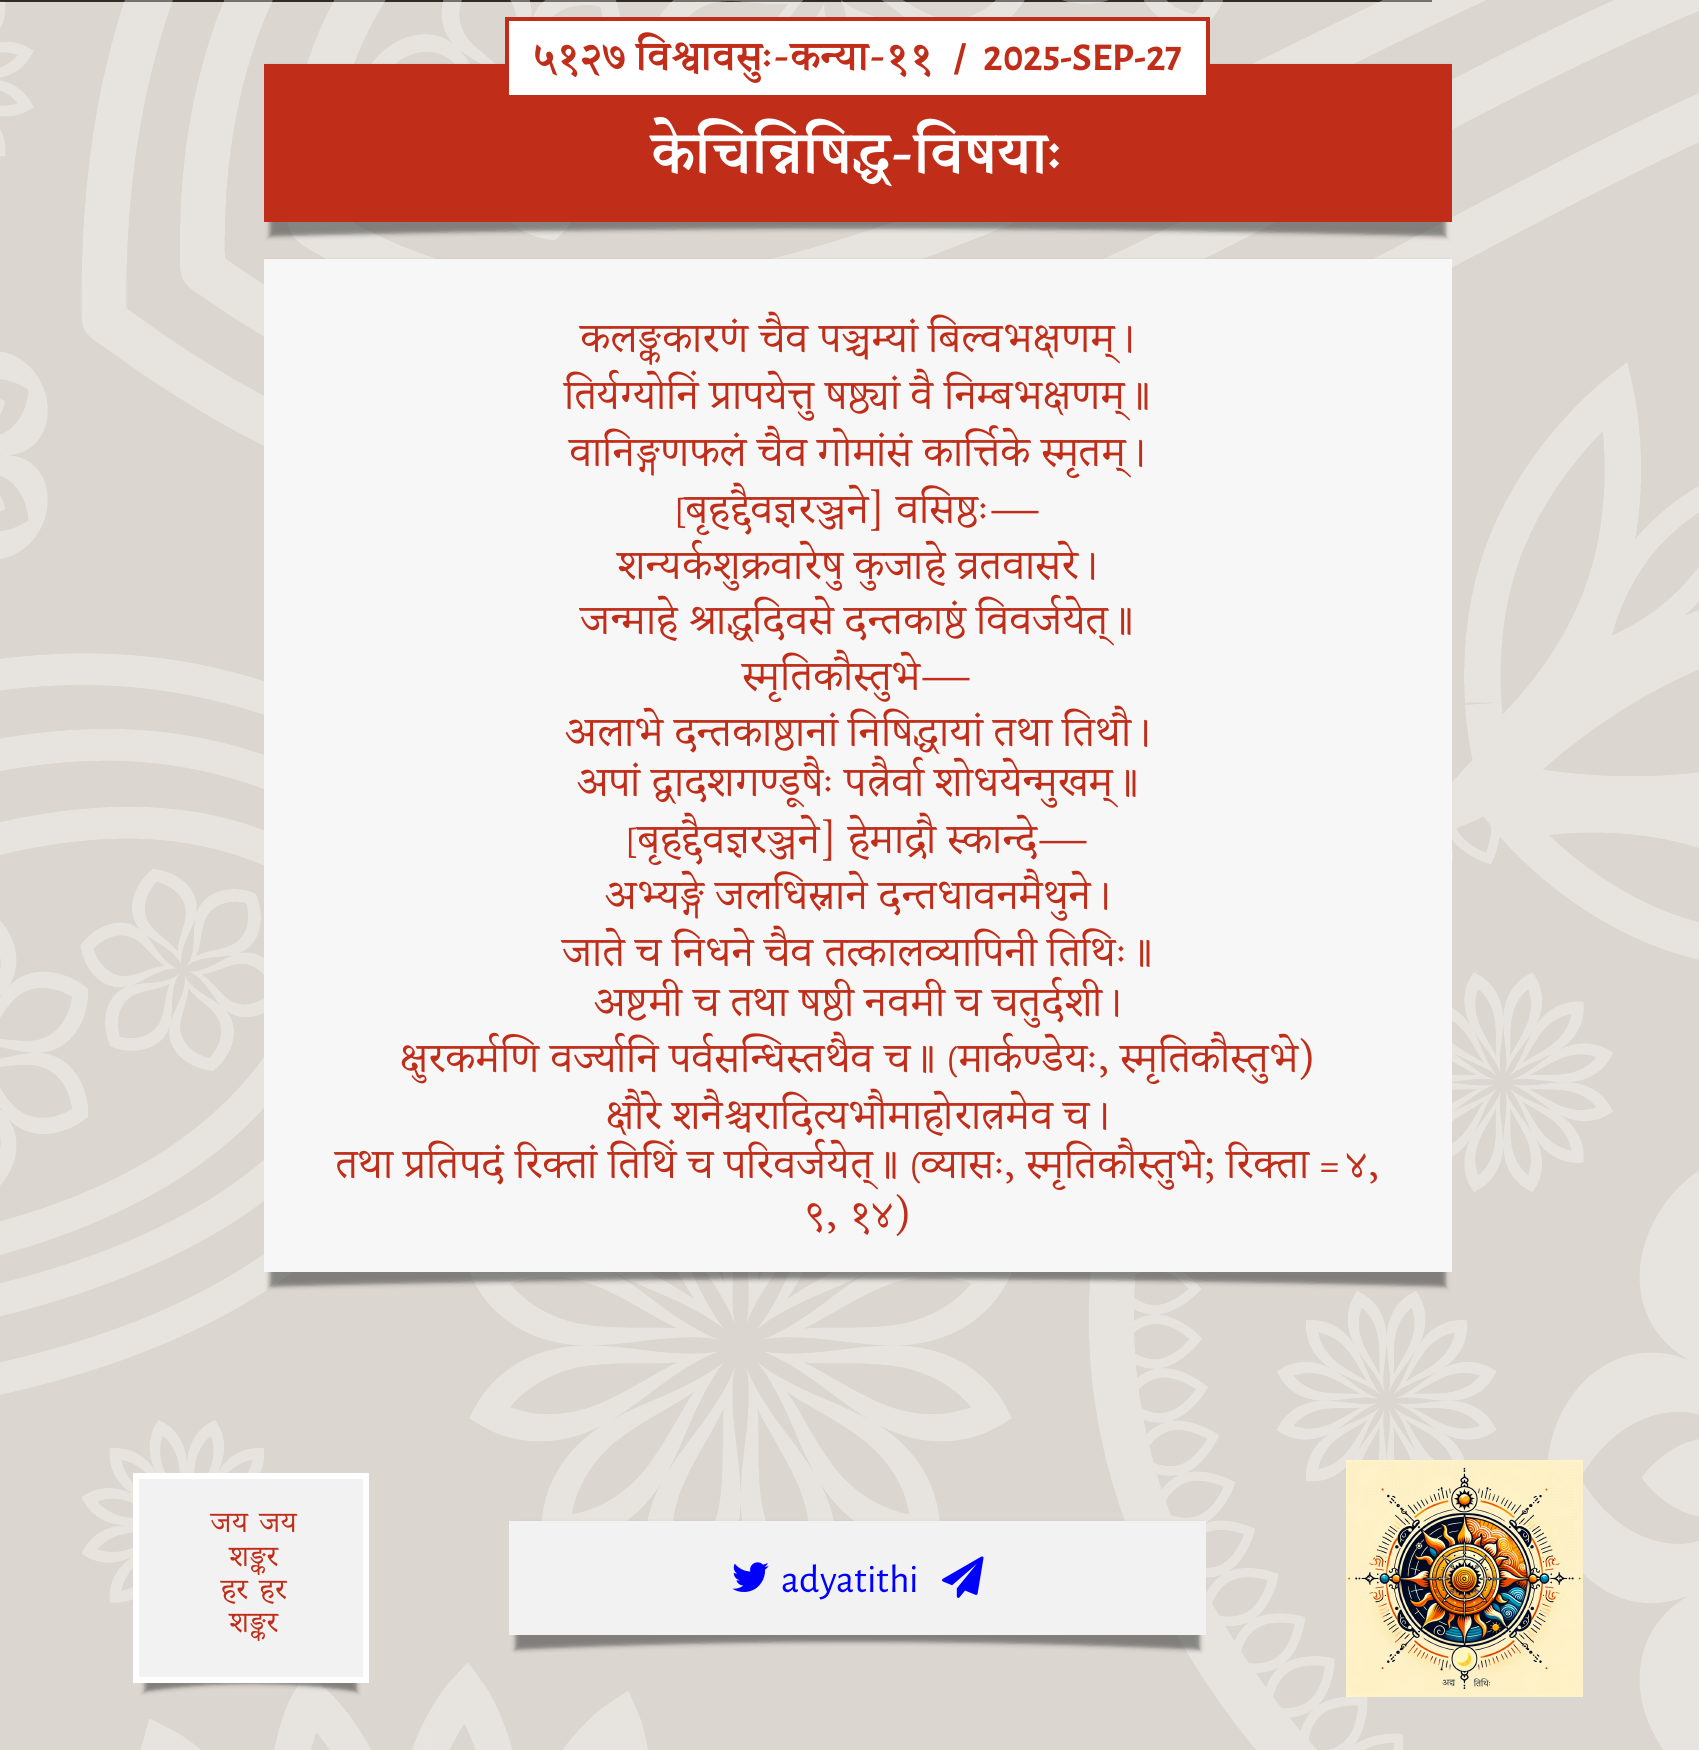 ५१२७ विश्वावसुः-कन्या-११ / 2025-SEP-27
केचिन्निषिद्ध-विषयाः
कलङ्ककारणं चैव पञ्चम्यां बिल्वभक्षणम्।
तिर्यग्योनिं प्रापयेत्तु षष्ठ्यां वै निम्बभक्षणम्॥
वानिङ्गणफलं चैव गोमांसं कार्त्तिके स्मृतम्।
[बृहद्दैवज्ञरञ्जने] वसिष्ठः—
शन्यर्कशुक्रवारेषु कुजाहे व्रतवासरे।
जन्माहे श्राद्धदिवसे दन्तकाष्ठं विवर्जयेत्॥
स्मृतिकौस्तुभे—
अलाभे दन्तकाष्ठानां निषिद्धायां तथा तिथौ।
अपां द्वादशगण्डूषैः पत्रैर्वा शोधयेन्मुखम्॥
[बृहद्दैवज्ञरञ्जने] हेमाद्रौ स्कान्दे—
अभ्यङ्गे जलधिस्नाने दन्तधावनमैथुने।
जाते च निधने चैव तत्कालव्यापिनी तिथिः॥
अष्टमी च तथा षष्ठी नवमी च चतुर्दशी।
क्षुरकर्मणि वर्ज्यानि पर्वसन्धिस्तथैव च॥ (मार्कण्डेयः, स्मृतिकौस्तुभे)
क्षौरे शनैश्चरादित्यभौमाहोरात्रमेव च।
तथा प्रतिपदं रिक्तां तिथिं च परिवर्जयेत्॥ (व्यासः, स्मृतिकौस्तुभे; रिक्ता = ४,
९, १४)
जय जय
शङ्कर
हर हर
शङ्कर
adyatithi
अद्य तिथिः